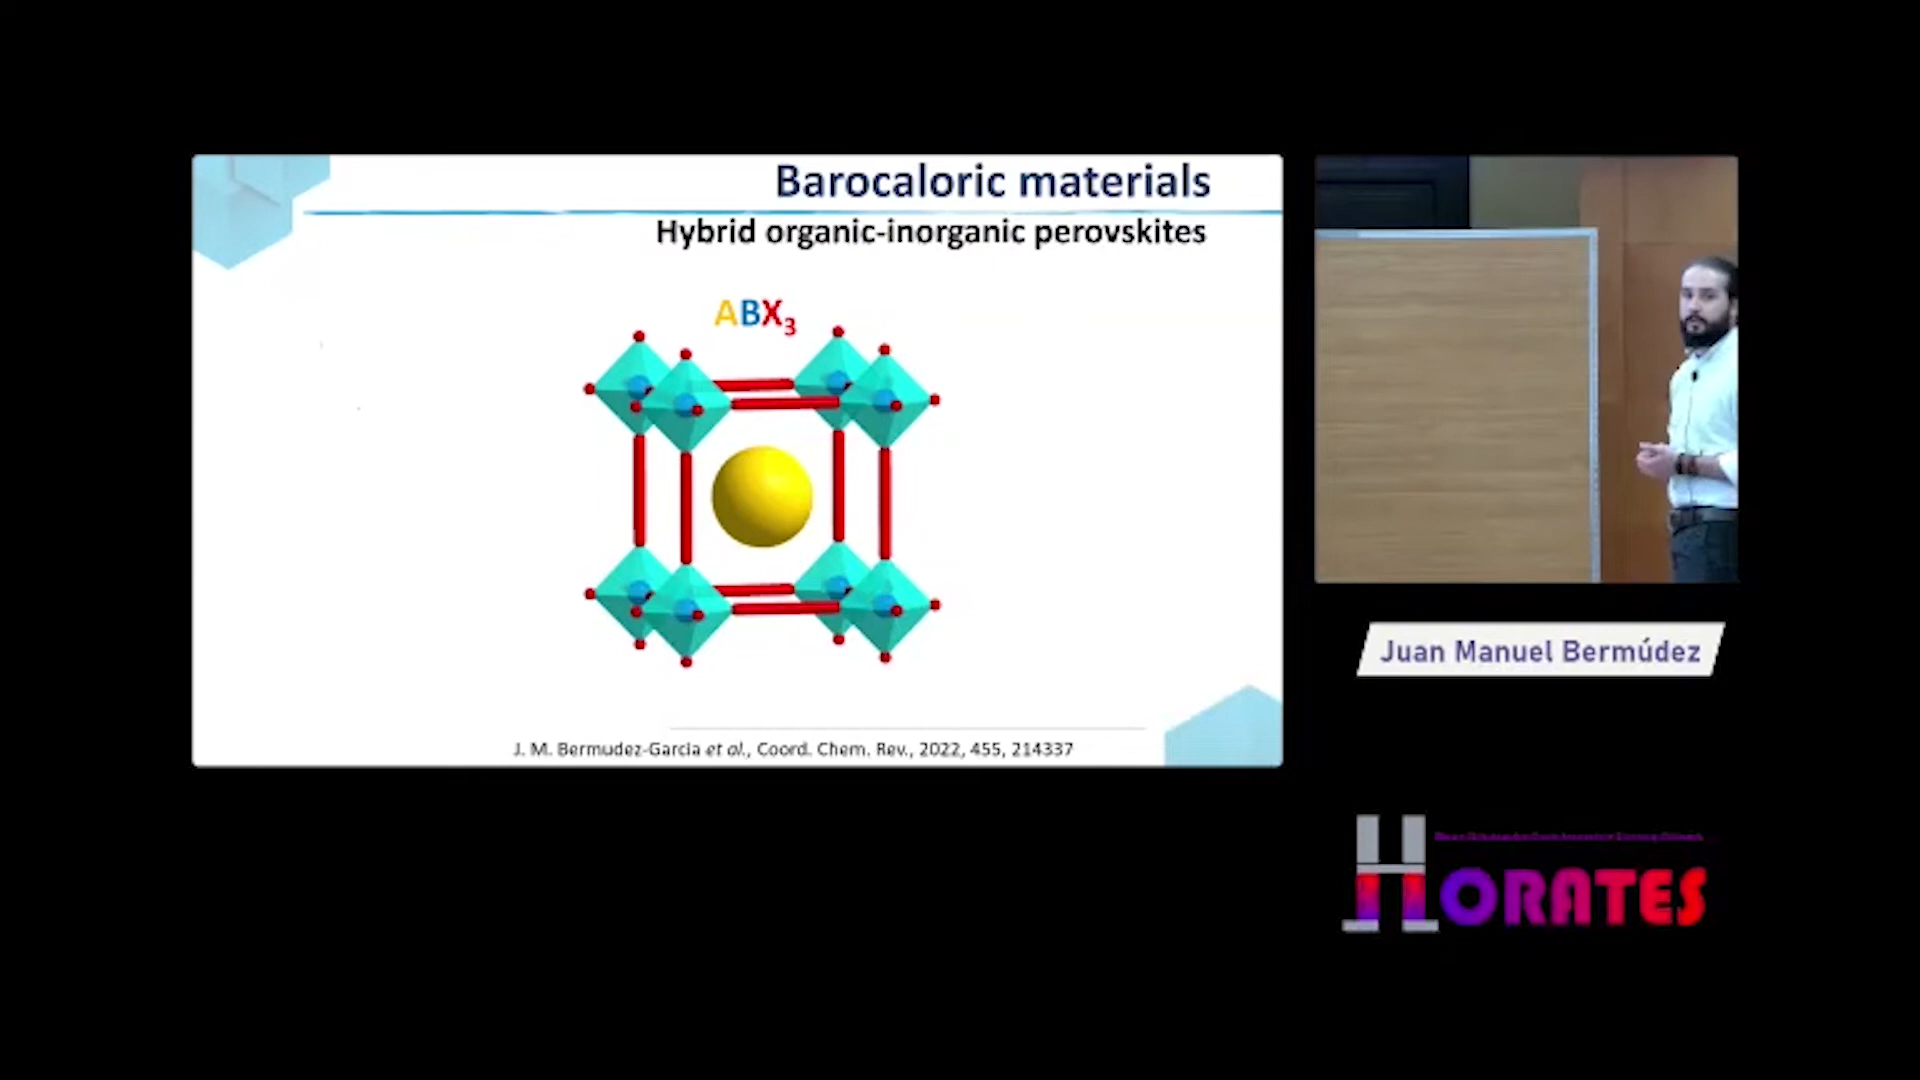 Barocaloric materials
Hybrid organic-inorganic perovskites
ABX3
J. M. Bermudez-Garcia et al., Coord. Chem. Rev., 2022, 455, 214337
Juan Manuel Bermúdez
HORATES